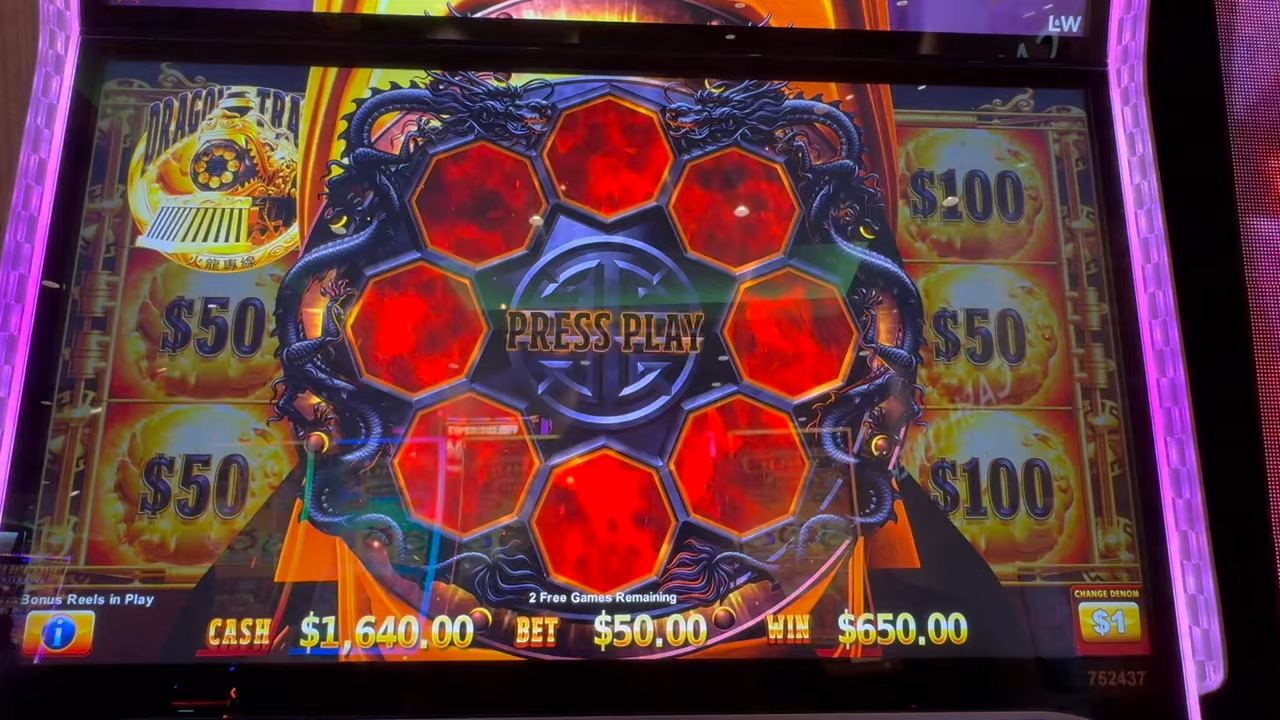 L&W
DRAGON TRA
火龍專線
$100
$50
PRESS PLAY
$50
$50
$100
2 Free Games Remaining
Bonus Reels in Play
CASH $1,640.00 BET $50.00 WIN $650.00
CHANGE DENOM
$1
752437